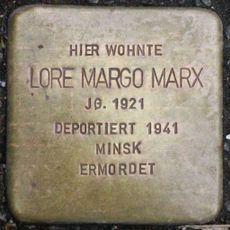 HIER WOHNTE
LORE MARGO MARX
JG. 1921
DEPORTIERT 1941
MINSK
ERMORDET